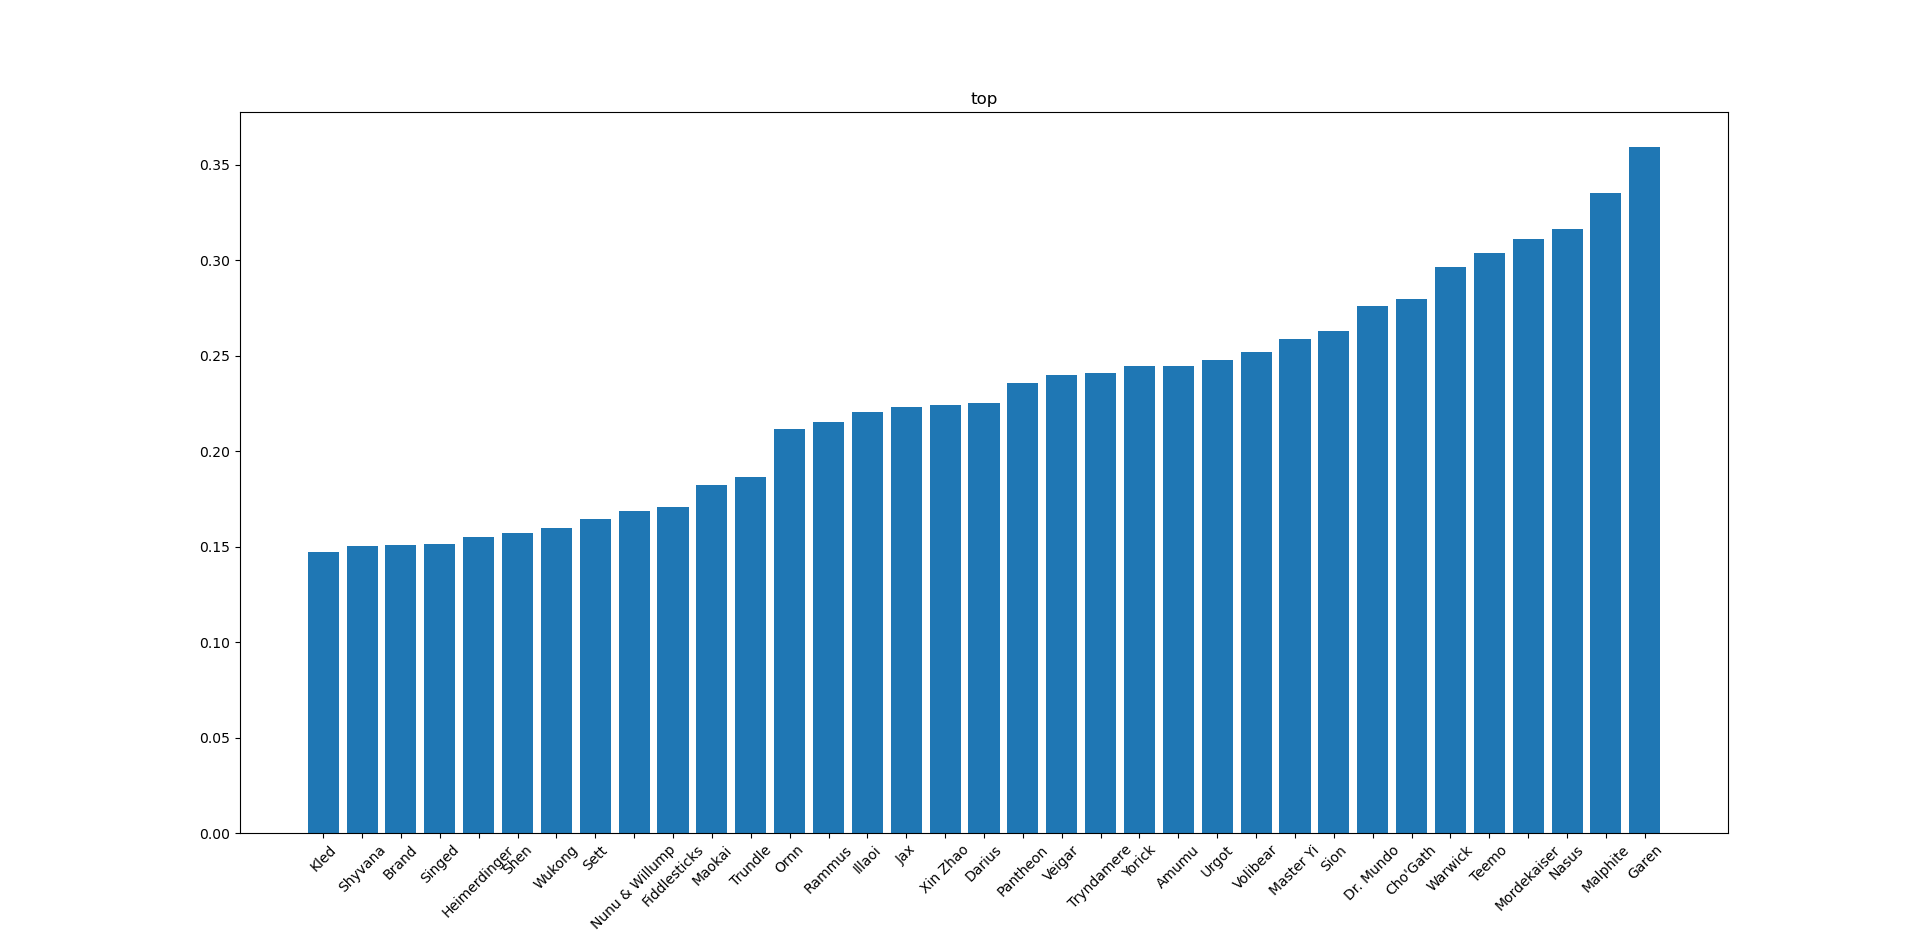 top
0.35
0.30
0.25
0.20
0.15
0.10
0.05
0.00
Kled
Shyvana
Brand
Singed
Heimerdinger
Shen
Wukong
Sett
Nunu & Willump
Fiddlesticks
Maokai
Trundle
Ornn
Rammus
Illaoi
Jax
Xin Zhao
Darius
Pantheon
Veigar
Tryndamere
Yorick
Amumu
Urgot
Volibear
Master Yi
Sion
Dr. Mundo
Cho'Gath
Warwick
Teemo
Mordekaiser
Nasus
Malphite
Garen